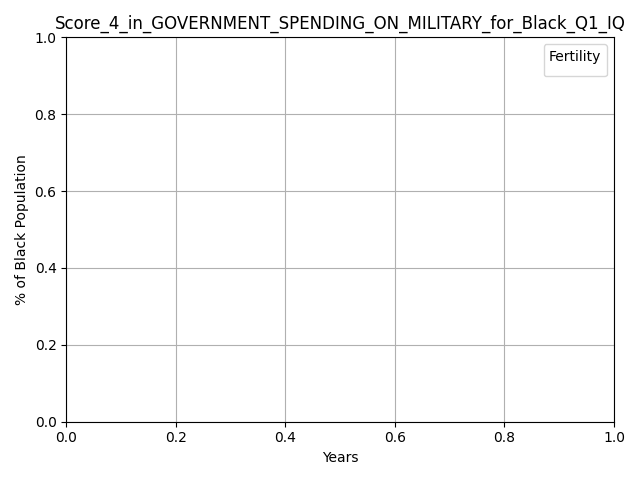 Score_4_in_GOVERNMENT_SPENDING_ON_MILITARY_for_Black_Q1_IQ
Fertility
% of Black Population
1.0
0.8
0.6
0.4
0.2
0.0
0.0 0.2 0.4 0.6 0.8 1.0
Years